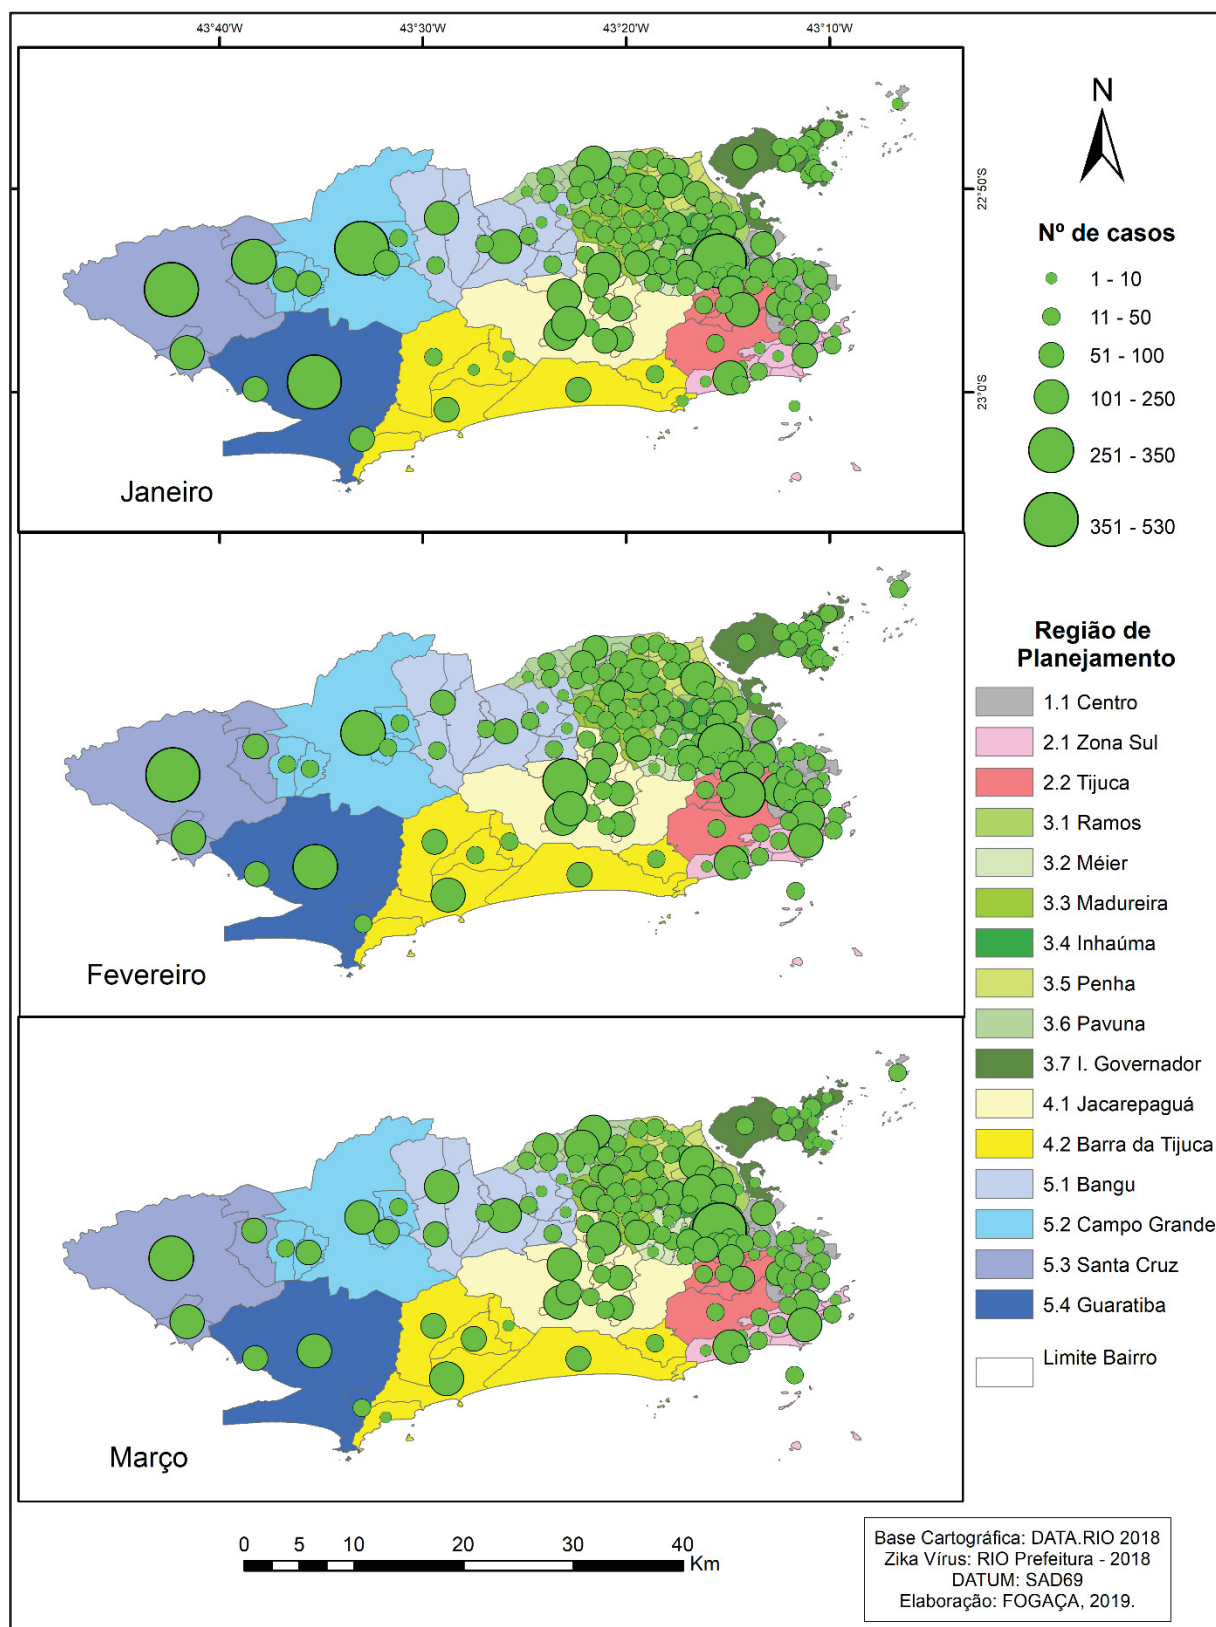 43°40'W 43°30'W 43°20'W 43°10'W
22°50'S
23°0'S
Janeiro
Fevereiro
Março
N
Nº de casos
1 - 10
11 - 50
51 - 100
101 - 250
251 - 350
351 - 530
Região de
Planejamento
1.1 Centro
2.1 Zona Sul
2.2 Tijuca
3.1 Ramos
3.2 Méier
3.3 Madureira
3.4 Inhaúma
3.5 Penha
3.6 Pavuna
3.7 I. Governador
4.1 Jacarepaguá
4.2 Barra da Tijuca
5.1 Bangu
5.2 Campo Grande
5.3 Santa Cruz
5.4 Guaratiba
Limite Bairro
0 5 10 20 30 40
Km
Base Cartográfica: DATA.RIO 2018
Zika Vírus: RIO Prefeitura - 2018
DATUM: SAD69
Elaboração: FOGAÇA, 2019.